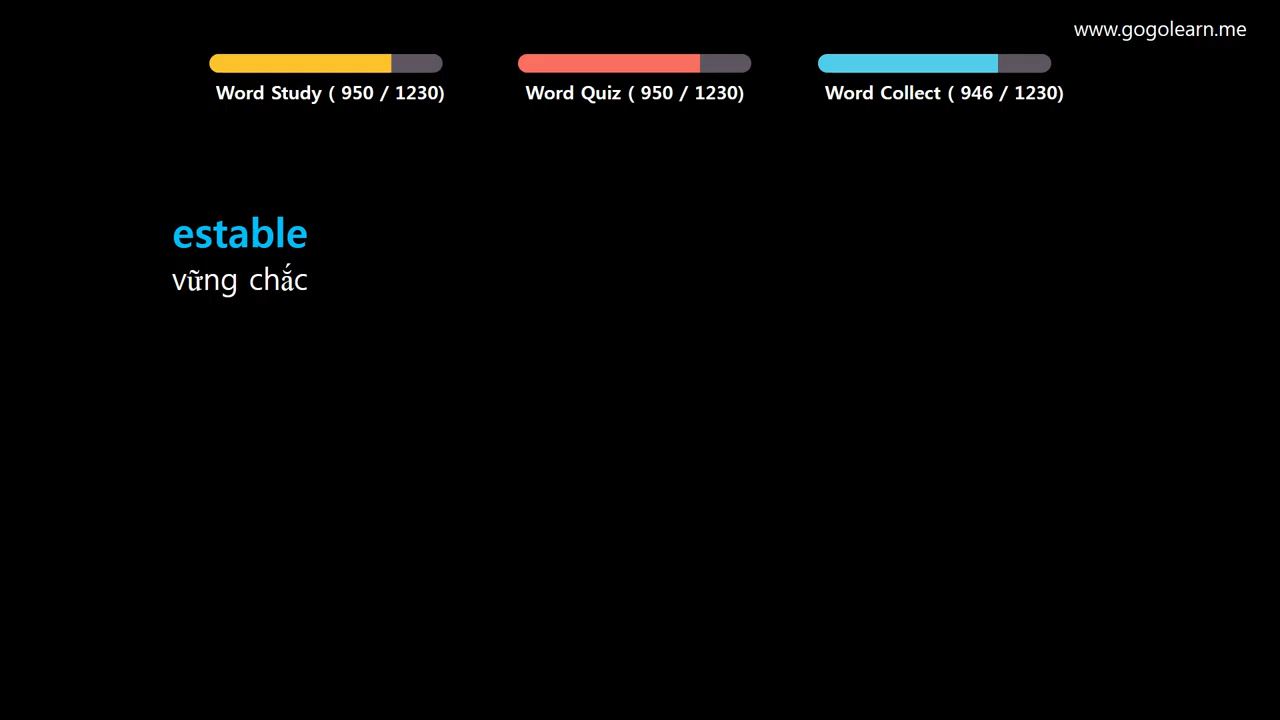 www.gogolearn.me
Word Study ( 950 / 1230)
Word Quiz ( 950 / 1230)
Word Collect ( 946 / 1230)
estable
vững chắc